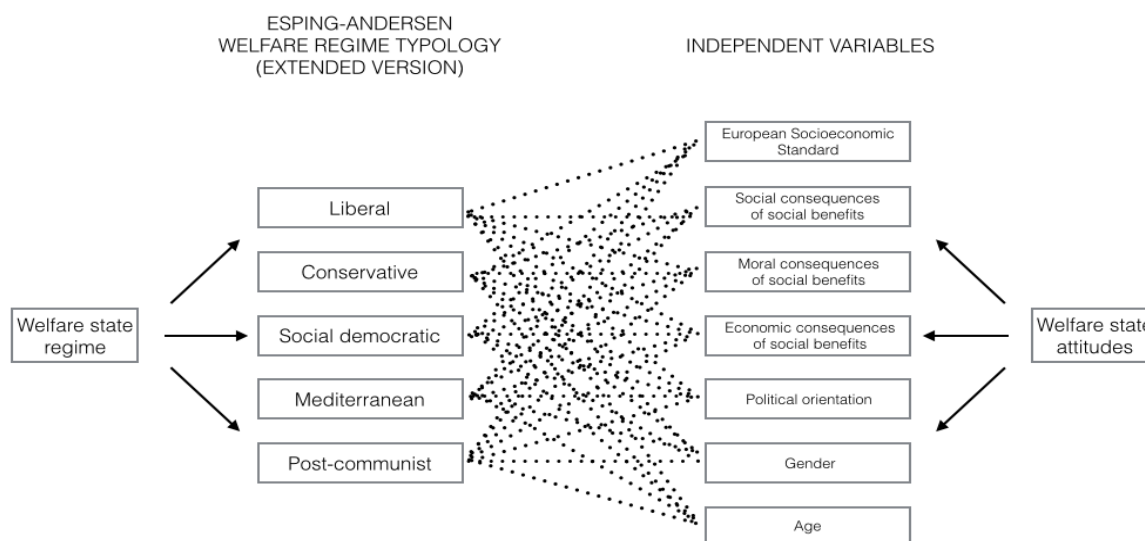 ESPING-ANDERSEN
WELFARE REGIME TYPOLOGY
(EXTENDED VERSION)
INDEPENDENT VARIABLES
European Socioeconomic
Standard
Liberal
Social consequences
of social benefits
Conservative
Moral consequences
of social benefits
Welfare state
regime
Social democratic
Economic consequences
of social benefits
Welfare state
attitudes
Mediterranean
Political orientation
Post-communist
Gender
Age